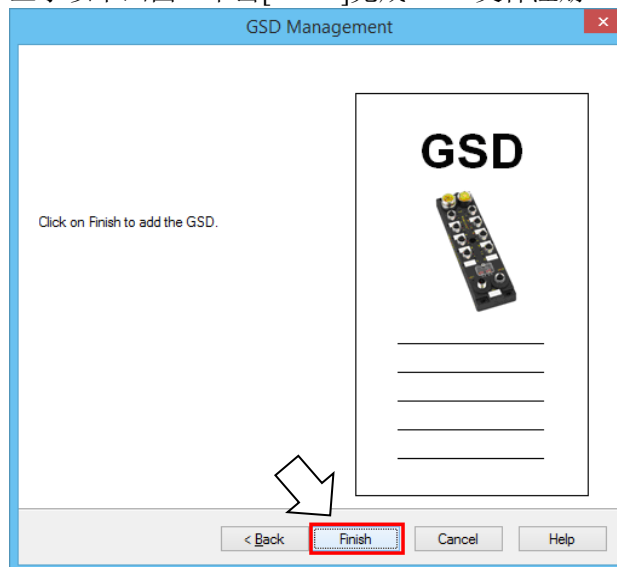 GSD Management
GSD
Click on Finish to add the GSD.
< Back
Finish
Cancel
Help